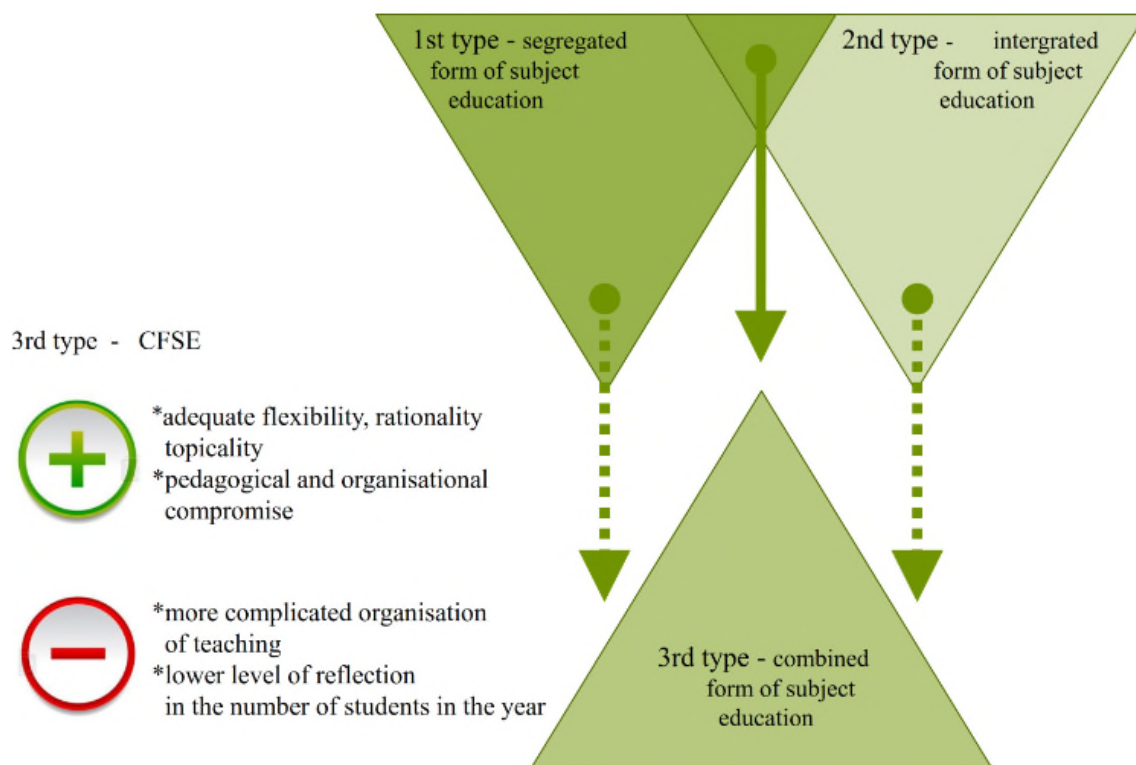 1st type - segregated
form of subject
education
2nd type - intergrated
form of subject
education
3rd type - CFSE
*adequate flexibility, rationality
topicality
*pedagogical and organisational
compromise
*more complicated organisation
of teaching
*lower level of reflection
in the number of students in the year
3rd type - combined
form of subject
education